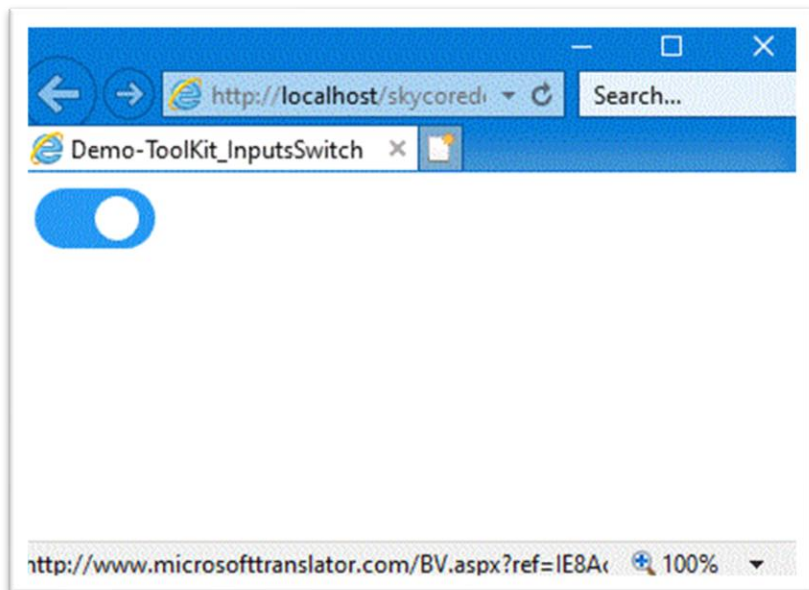 http://localhost/skycored
Search...
Demo-ToolKit_InputsSwitch
http://www.microsofttranslator.com/BV.aspx?ref=IE8A
100%